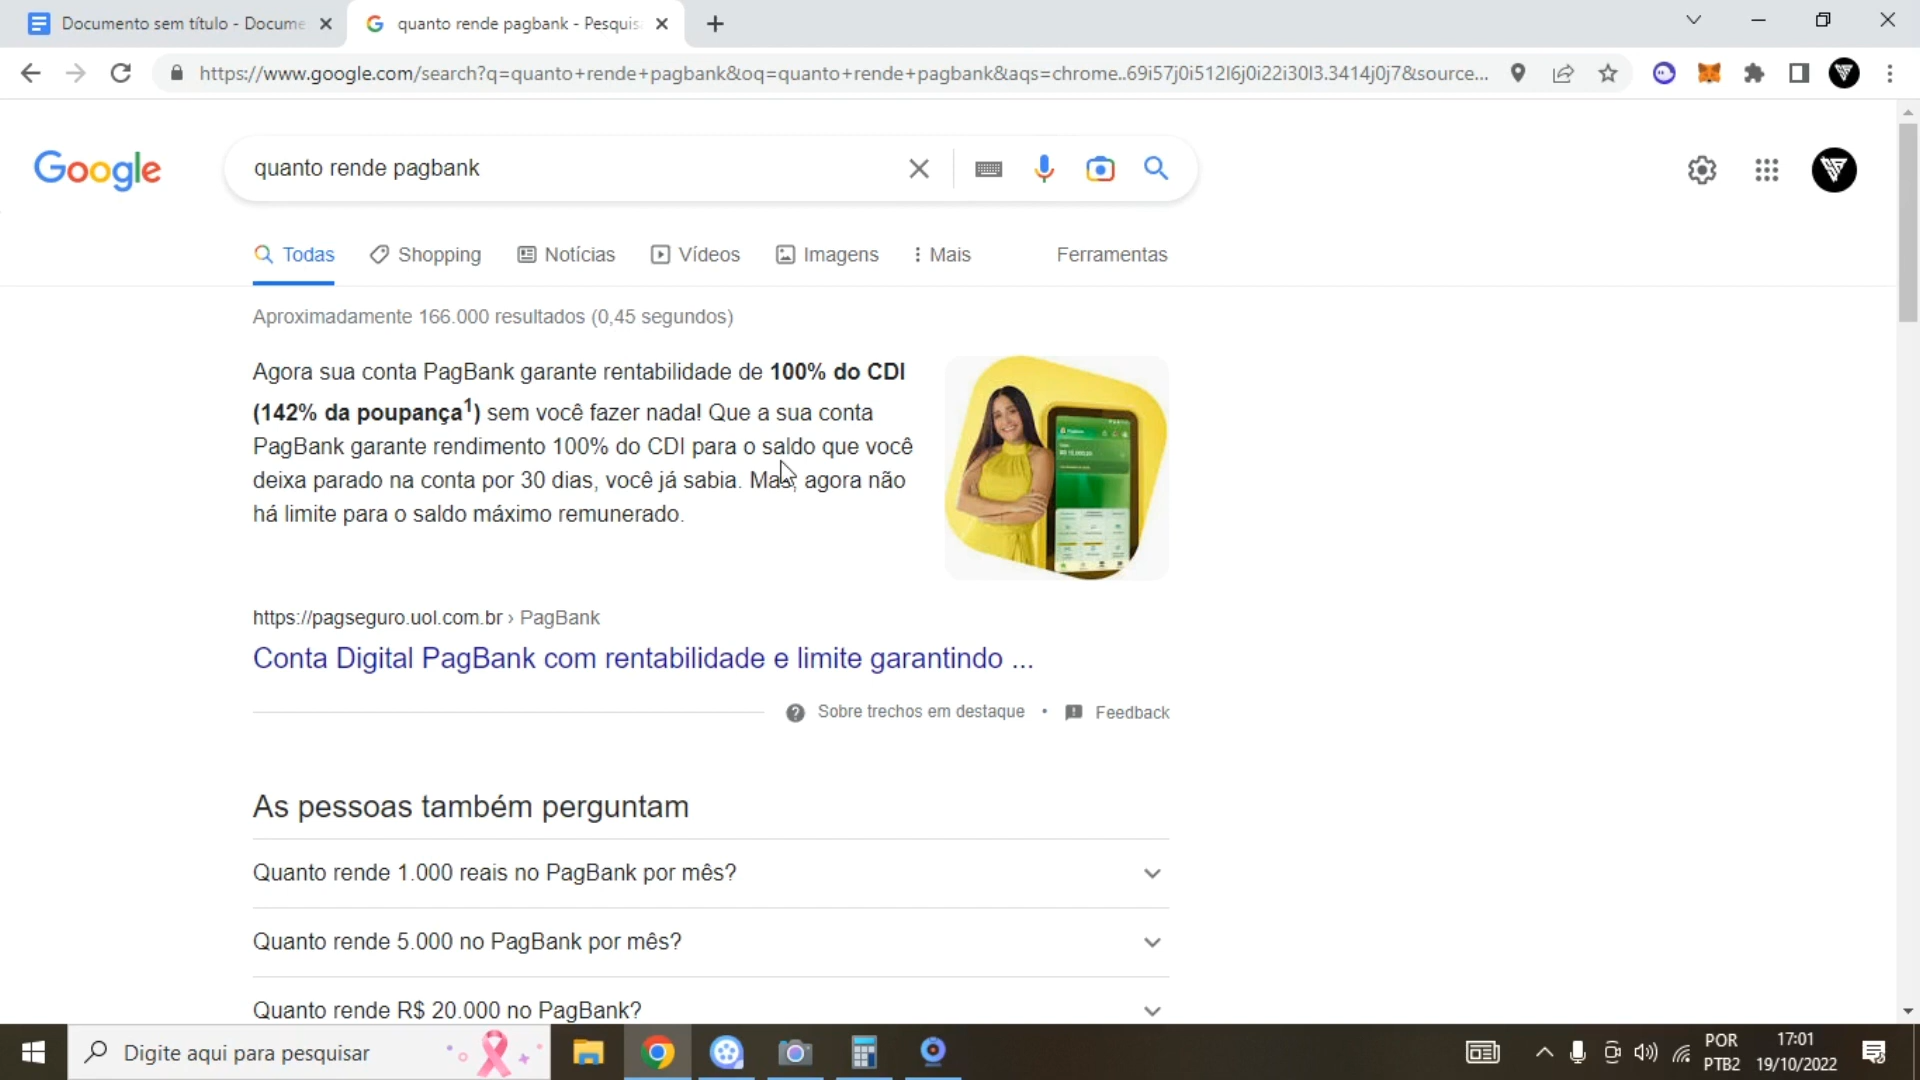 Documento sem título - Docume
quanto rende pagbank - Pesquis
https://www.google.com/search?q=quanto+rende+pagbank&oq=quanto+rende+pagbank&aqs=chrome..69i57j0i512l6j0i22i30l3.3414j0j7&source...
Google
quanto rende pagbank
Todas
Shopping
Notícias
Vídeos
Imagens
Mais
Ferramentas
Aproximadamente 166.000 resultados (0,45 segundos)
Agora sua conta PagBank garante rentabilidade de 100% do CDI
(142% da poupança¹) sem você fazer nada! Que a sua conta
PagBank garante rendimento 100% do CDI para o saldo que você
deixa parado na conta por 30 dias, você já sabia. Mas, agora não
há limite para o saldo máximo remunerado.
https://pagseguro.uol.com.br › PagBank
Conta Digital PagBank com rentabilidade e limite garantindo ...
Sobre trechos em destaque • Feedback
As pessoas também perguntam
Quanto rende 1.000 reais no PagBank por mês?
Quanto rende 5.000 no PagBank por mês?
Quanto rende R$ 20.000 no PagBank?
Digite aqui para pesquisar
POR
PTB2
17:01
19/10/2022